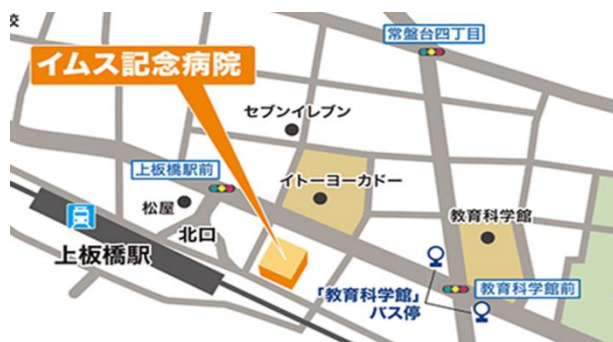 校
常盤台四丁目
イムス記念病院
セブンイレブン
上板橋駅前
イトーヨーカドー
松屋
教育科学館
北口
上板橋駅
教育科学館前
「教育科学館」
バス停